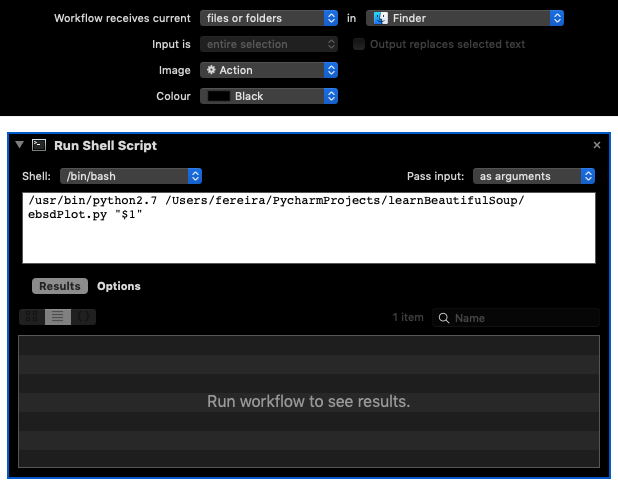 Workflow receives current files or folders in Finder
Input is entire selection Output replaces selected text
Image Action
Colour Black
Run Shell Script
Shell: /bin/bash Pass input: as arguments
/usr/bin/python2.7 /Users/fereira/PycharmProjects/learnBeautifulSoup/
ebsdPlot.py "$1"
Results Options
1 item Name
Run workflow to see results.